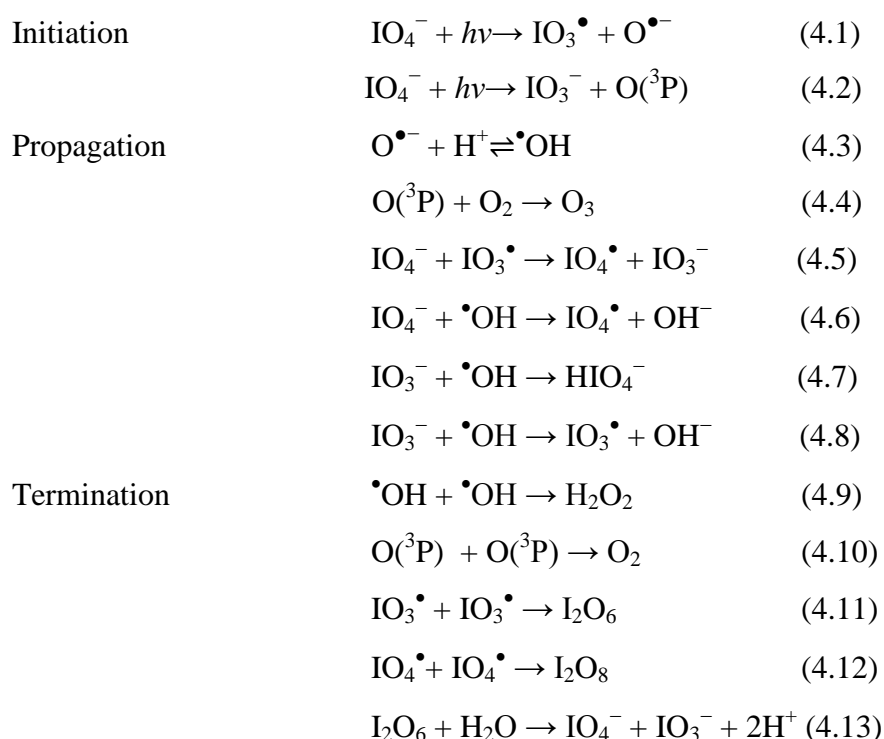 Initiation IO₄⁻ + hν→ IO₃• + O•⁻ (4.1)
IO₄⁻ + hν→ IO₃⁻ + O(³P) (4.2)
Propagation O•⁻ + H⁺⇌•OH (4.3)
O(³P) + O₂ → O₃ (4.4)
IO₄⁻ + IO₃• → IO₄• + IO₃⁻ (4.5)
IO₄⁻ + •OH → IO₄• + OH⁻ (4.6)
IO₃⁻ + •OH → HIO₄⁻ (4.7)
IO₃⁻ + •OH → IO₃• + OH⁻ (4.8)
Termination •OH + •OH → H₂O₂ (4.9)
O(³P) + O(³P) → O₂ (4.10)
IO₃• + IO₃• → I₂O₆ (4.11)
IO₄•+ IO₄• → I₂O₈ (4.12)
I₂O₆ + H₂O → IO₄⁻ + IO₃⁻ + 2H⁺ (4.13)